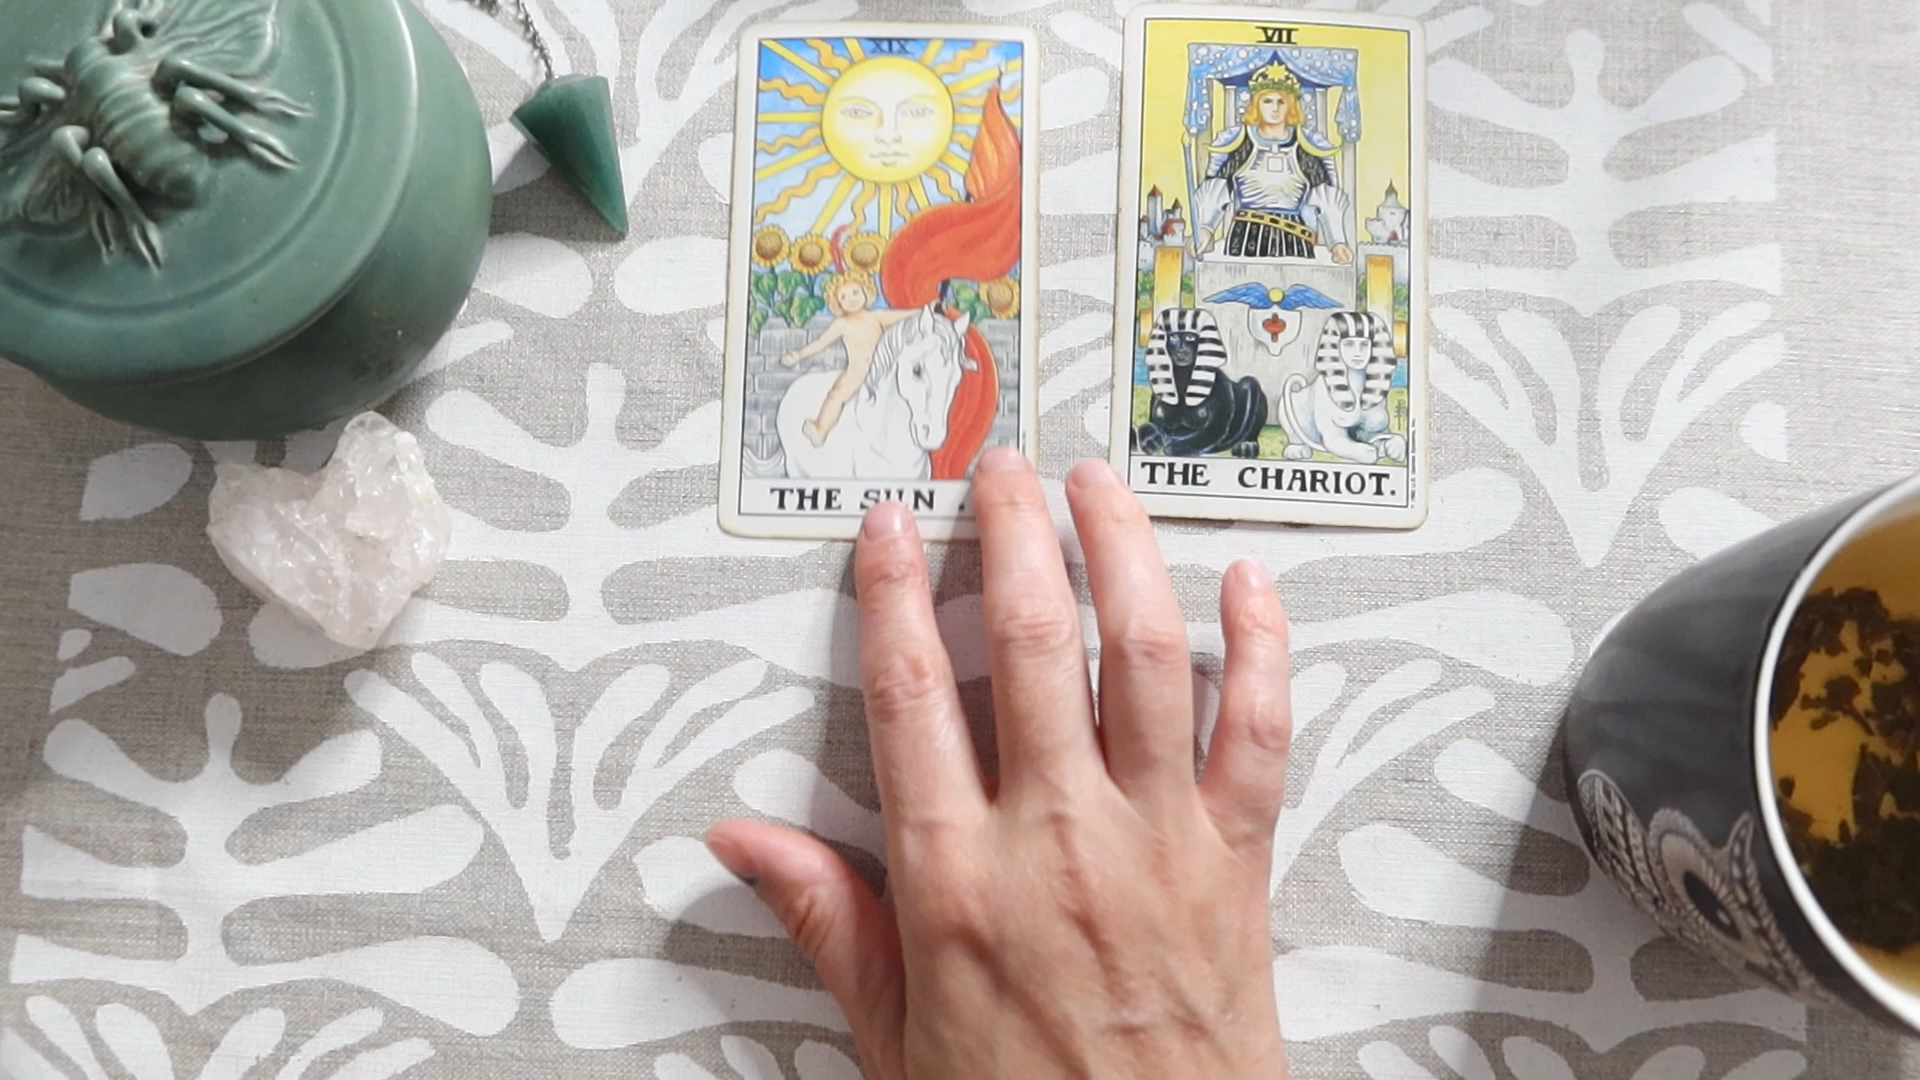 XIX
THE SUN .
VII
THE CHARIOT.